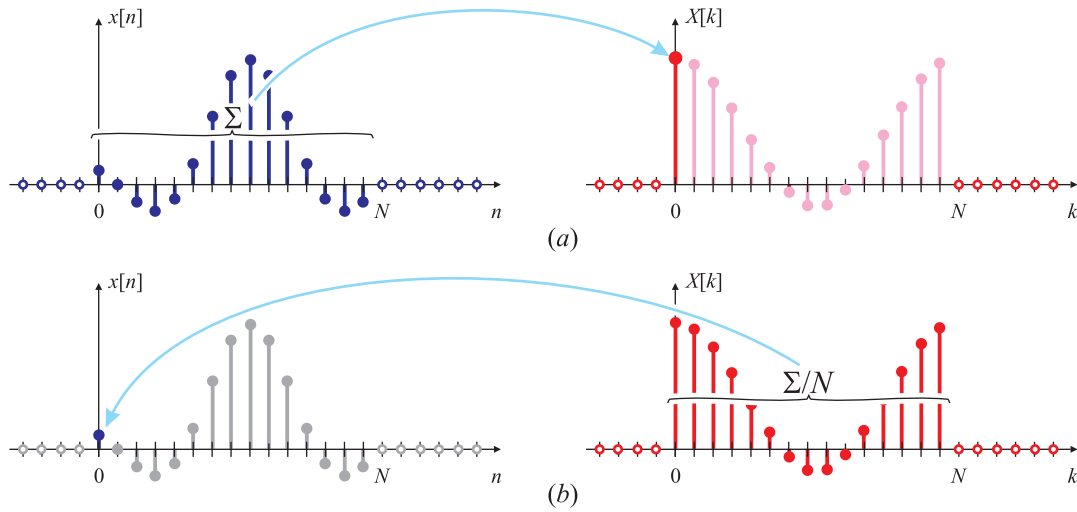 x[n] X[k]
Σ
0 N n 0 N k
(a)
x[n] X[k]
Σ/N
0 N n 0 N k
(b)